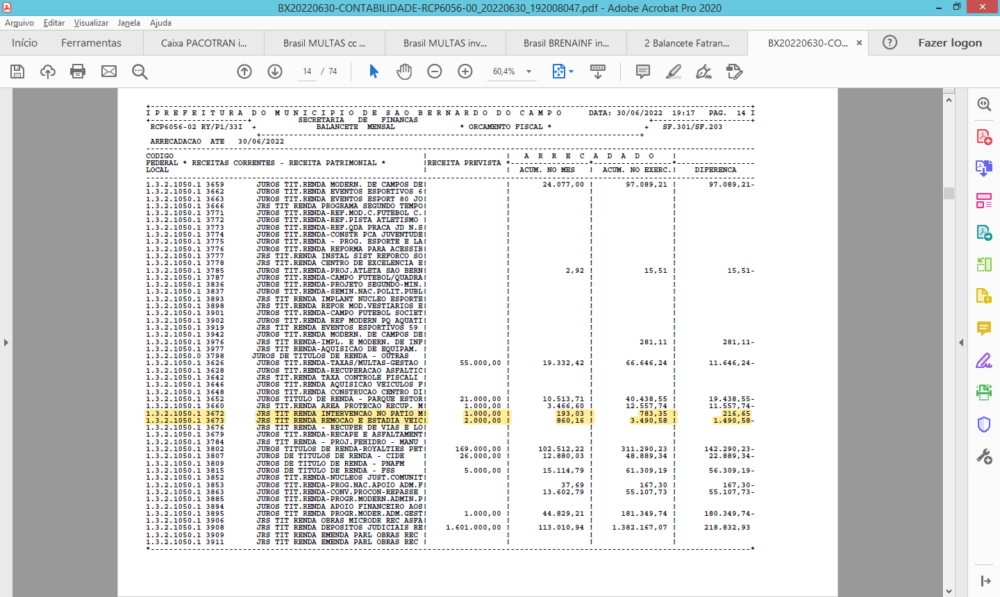 BX20220630-CONTABILIDADE-RCP6056-00_20220630_192008047.pdf - Adobe Acrobat Pro 2020
Arquivo Editar Visualizar Janela Ajuda
Início Ferramentas Caixa PACOTRAN i... Brasil MULTAS cc ... Brasil MULTAS inv... Brasil BRENAINF in... 2 Balancete Fatran... BX20220630-CO... × ? Fazer logon
14 / 74 60,4%
I P R E F E I T U R A D O M U N I C I P I O D E S A O B E R N A R D O D O C A M P O DATA: 30/06/2022 19:17 PAG. 14 I
SECRETARIA DE FINANCAS
RCP6056-02 RY/P1/33I + BALANCETE MENSAL * ORCAMENTO FISCAL * + SF.301/SF.203
ARRECADACAO ATE 30/06/2022
CODIGO ! ! A R R E C A D A D O !
FEDERAL * RECEITAS CORRENTES - RECEITA PATRIMONIAL * !RECEITA PREVISTA *-----------------*-----------------*-----------------
LOCAL ! ! ACUM. NO MES ! ACUM. NO EXERC.! DIFERENCA
1.3.2.1050.1 3659 JUROS TIT.RENDA MODERN. DE CAMPOS DE! ! 24.077,00 ! 97.089,21 ! 97.089,21-
1.3.2.1050.1 3662 JUROS TIT.RENDA EVENTOS ESPORTIVOS 6! ! ! !
1.3.2.1050.1 3663 JUROS TIT.RENDA EVENTOS ESPORT 80 JO! ! ! !
1.3.2.1050.1 3666 JRS TIT RENDA PROGRAMA SEGUNDO TEMPO! ! ! !
1.3.2.1050.1 3771 JUROS TIT.RENDA-REF.MOD.C.FUTEBOL C.! ! ! !
1.3.2.1050.1 3772 JUROS TIT.RENDA-REF.PISTA ATLETISMO ! ! ! !
1.3.2.1050.1 3773 JUROS TIT.RENDA-REF.QDA PRACA JD N.S! ! ! !
1.3.2.1050.1 3774 JUROS TIT.RENDA-CONSTR PCA JUVENTUDE! ! ! !
1.3.2.1050.1 3775 JUROS TIT.RENDA - PROG. ESPORTE E LA! ! ! !
1.3.2.1050.1 3776 JUROS TIT.RENDA REFORMA PARA ACESSIB! ! ! !
1.3.2.1050.1 3777 JRS TIT.RENDA INSTAL SIST REFORCO SO! ! ! !
1.3.2.1050.1 3778 JRS TIT.RENDA CENTRO DE EXCELENCIA E! ! ! !
1.3.2.1050.1 3785 JUROS TIT.RENDA-PROJ.ATLETA SAO BERN! ! 2,92 ! 15,51 ! 15,51-
1.3.2.1050.1 3787 JUROS TIT.RENDA-CAMPO FUTEBOL/QUADRA! ! ! !
1.3.2.1050.1 3836 JUROS TIT.RENDA-PROJETO SEGUNDO-MIN.! ! ! !
1.3.2.1050.1 3837 JUROS TIT.RENDA-SEMIN.NAC.POLIT.PUBL! ! ! !
1.3.2.1050.1 3893 JRS TIT.RENDA IMPLANT NUCLEO ESPORTE! ! ! !
1.3.2.1050.1 3898 JRS TIT.RENDA REFOR MOD.VESTIARIOS E! ! ! !
1.3.2.1050.1 3901 JUROS TIT.RENDA-CAMPO FUTEBOL SOCIET! ! ! !
1.3.2.1050.1 3902 JUROS TIT.RENDA REF MODERN PQ AQUATI! ! ! !
1.3.2.1050.1 3919 JRS TIT RENDA EVENTOS ESPORTIVOS 59 ! ! ! !
1.3.2.1050.1 3942 JUROS TIT.RENDA MODERN. DE CAMPOS DE! ! ! !
1.3.2.1050.1 3976 JRS TIT RENDA-IMPL. E MODERN. DE INF! ! ! 281,11 ! 281,11-
1.3.2.1050.1 3977 JRS TIT RENDA-AQUISICAO DE EQUIPAM. ! ! ! !
1.3.2.1050.0 3798 JUROS DE TITULOS DE RENDA - OUTRAS ! ! ! !
1.3.2.1050.1 3626 JUROS TIT.RENDA-TAXAS/MULTAS-GESTAO ! 55.000,00 ! 19.332,42 ! 66.646,24 ! 11.646,24-
1.3.2.1050.1 3628 JUROS TIT.RENDA-RECUPERACAO ASFALTIC! ! ! !
1.3.2.1050.1 3642 JRS TIT.RENDA TAXA CONTROLE FISCALI ! ! ! !
1.3.2.1050.1 3646 JUROS TIT.RENDA AQUISICAO VEICULOS F! ! ! !
1.3.2.1050.1 3648 JUROS TIT.RENDA CONSTRUCAO CENTRO DI! ! ! !
1.3.2.1050.1 3652 JUROS TITULO DE RENDA - PARQUE ESTOR! 21.000,00 ! 10.513,71 ! 40.438,55 ! 19.438,55-
1.3.2.1050.1 3660 JRS TIT.RENDA AREA PROTECAO RECUP. M! 1.000,00 ! 3.466,60 ! 12.557,74 ! 11.557,74-
1.3.2.1050.1 3672 JRS TIT RENDA INTERVENCAO NO PATIO M! 1.000,00 ! 193,03 ! 783,35 ! 216,65
1.3.2.1050.1 3673 JRS TIT RENDA REMOCAO E ESTADIA VEIC! 2.000,00 ! 860,16 ! 3.490,58 ! 1.490,58-
1.3.2.1050.1 3676 JRS TIT RENDA - RECUPER DE VIAS E LO! ! ! !
1.3.2.1050.1 3679 JUROS TIT.RENDA-RECAPE E ASFALTAMENT! ! ! !
1.3.2.1050.1 3784 JRS TIT RENDA - PROJ.FEHIDRO - MANU ! ! ! !
1.3.2.1050.1 3802 JUROS TITULOS DE RENDA-ROYALTIES PET! 169.000,00 ! 102.512,22 ! 311.290,23 ! 142.290,23-
1.3.2.1050.1 3807 JUROS DE TITULOS DE RENDA - CIDE ! 26.000,00 ! 12.880,03 ! 48.889,34 ! 22.889,34-
1.3.2.1050.1 3809 JUROS DE TITULO DE RENDA - PNAFM ! ! ! !
1.3.2.1050.1 3815 JUROS DE TITULO DE RENDA - FSS ! 5.000,00 ! 15.114,79 ! 61.309,19 ! 56.309,19-
1.3.2.1050.1 3852 JUROS TIT.RENDA-NUCLEOS JUST.COMUNIT! ! ! !
1.3.2.1050.1 3853 JUROS TIT.RENDA-PROG.NAC.APOIO ADM.F! ! 37,69 ! 167,30 ! 167,30-
1.3.2.1050.1 3863 JUROS TIT.RENDA-CONV.PROCON-REPASSE ! ! 13.602,79 ! 55.107,73 ! 55.107,73-
1.3.2.1050.1 3885 JUROS TIT.RENDA-PROGR.MODERN.ADMIN.P! ! ! !
1.3.2.1050.1 3894 JUROS TIT.RENDA APOIO FINANCEIRO AOS! ! ! !
1.3.2.1050.1 3895 JUROS TIT.RENDA PROGR.MODER.ADM.GEST! 1.000,00 ! 44.829,21 ! 181.349,74 ! 180.349,74-
1.3.2.1050.1 3906 JRS TIT RENDA OBRAS MICRODR REC ASFA! ! ! !
1.3.2.1050.1 3908 JRS TIT RENDA DEPOSITOS JUDICIAIS RE! 1.601.000,00 ! 113.010,94 ! 1.382.167,07 ! 218.832,93
1.3.2.1050.1 3909 JRS TIT RENDA EMENDA PARL OBRAS REC ! ! ! !
1.3.2.1050.1 3911 JRS TIT RENDA EMENDA PARL OBRAS REC ! ! ! !